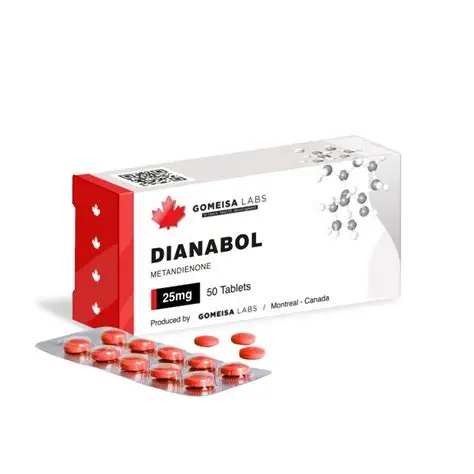 GOMEISA LABS
DIANABOL
METANDIENONE
25mg 50 Tablets
Produced by GOMEISA LABS / Montreal - Canada